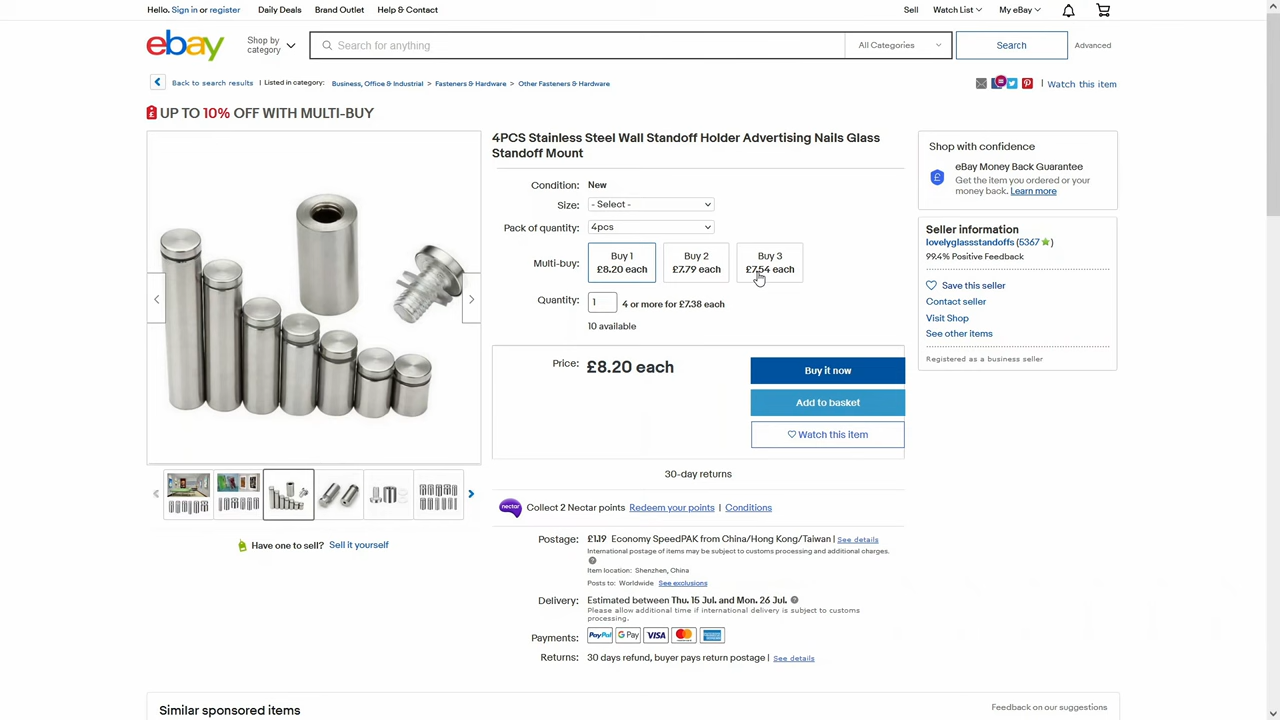 Hello. Sign in or register
Daily Deals
Brand Outlet
Help & Contact
Sell
Watch List
My eBay
ebay
Shop by category
Search for anything
All Categories
Search
Advanced
Back to search results
Listed in category:
Business, Office & Industrial > Fasteners & Hardware > Other Fasteners & Hardware
Watch this item
£ UP TO 10% OFF WITH MULTI-BUY
4PCS Stainless Steel Wall Standoff Holder Advertising Nails Glass
Standoff Mount
Condition: New
Size: - Select -
Pack of quantity: 4pcs
Multi-buy:
Buy 1
£8.20 each
Buy 2
£7.79 each
Buy 3
£7.54 each
Quantity: 1
4 or more for £7.38 each
10 available
Price: £8.20 each
Buy it now
Add to basket
Watch this item
30-day returns
nectar
Collect 2 Nectar points | Redeem your points | Conditions
Postage: £1.19 Economy SpeedPAK from China/Hong Kong/Taiwan | See details
International postage of items may be subject to customs processing and additional charges.
?
Item location: Shenzhen, China
Posts to: Worldwide See exclusions
Delivery: Estimated between Thu. 15 Jul. and Mon. 26 Jul. ?
Please allow additional time if international delivery is subject to customs
processing.
Payments: PayPal G Pay VISA
Returns: 30 days refund, buyer pays return postage | See details
Shop with confidence
£
eBay Money Back Guarantee
Get the item you ordered or your
money back. Learn more
Seller information
lovelyglassstandoffs (5367)
99.4% Positive Feedback
Save this seller
Contact seller
Visit Shop
See other items
Registered as a business seller
Have one to sell? Sell it yourself
Similar sponsored items
Feedback on our suggestions